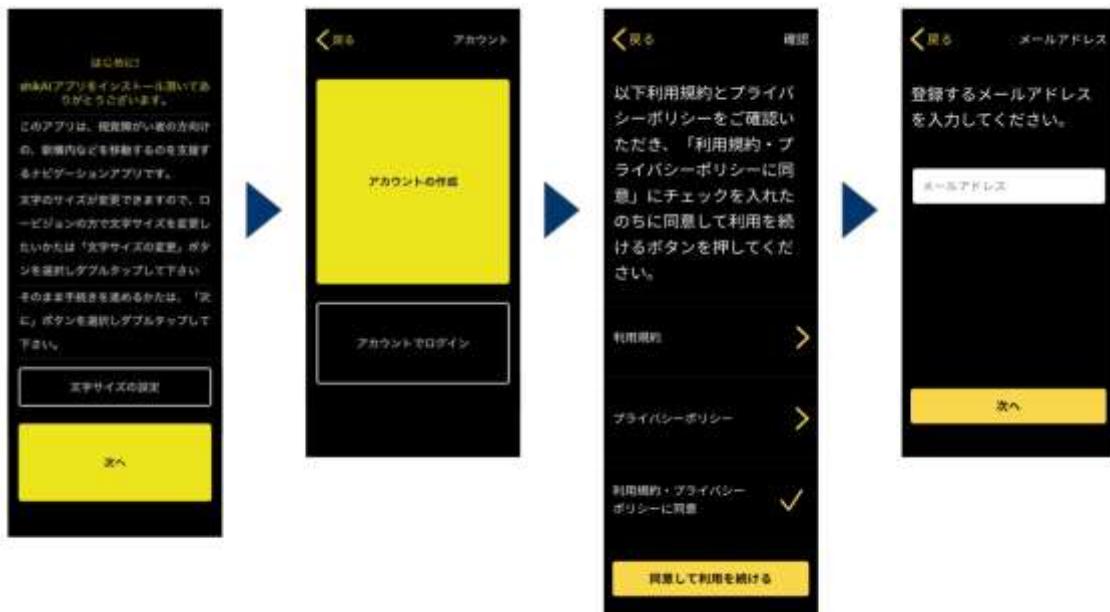 はじめに!
shikAIアプリをインストール頂いてあ
りがとうございます。
このアプリは、視覚障がい者の方向け
の、駅構内などを移動するのを支援す
るナビゲーションアプリです。
文字のサイズが変更できますので、ロ
ービジョンの方で文字サイズを変更し
たいかたは「文字サイズの変更」ボタ
ンを選択しダブルタップして下さい
そのまま手続きを進めるかたは、「次
に」ボタンを選択しダブルタップして
下さい。
文字サイズの設定
次へ
戻る
アカウント
アカウントの作成
アカウントでログイン
戻る
確認
以下利用規約とプライバ
シーポリシーをご確認い
ただき、「利用規約・プ
ライバシーポリシーに同
意」にチェックを入れた
のちに同意して利用を続
けるボタンを押してくだ
さい。
利用規約
プライバシーポリシー
利用規約・プライバシー
ポリシーに同意
同意して利用を続ける
戻る
メールアドレス
登録するメールアドレス
を入力してください。
メールアドレス
次へ